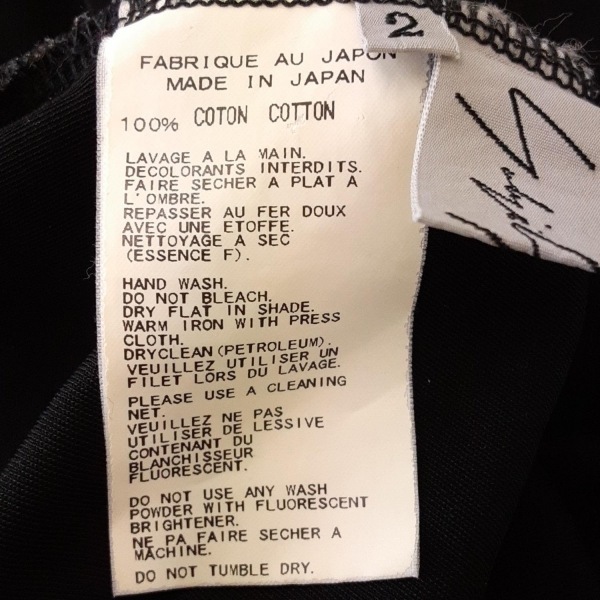 2
FABRIQUE AU JAPON
MADE IN JAPAN
100% COTON COTTON
LAVAGE A LA MAIN.
DECOLORANTS INTERDITS.
FAIRE SECHER A PLAT A
L'OMBRE.
REPASSER AU FER DOUX
AVEC UNE ETOFFE.
NETTOYAGE A SEC
(ESSENCE F).
HAND WASH.
DO NOT BLEACH.
DRY FLAT IN SHADE.
WARM IRON WITH PRESS
CLOTH.
DRYCLEAN(PETROLEUM).
VEUILLEZ UTILISER UN
FILET LORS DU LAVAGE.
PLEASE USE A CLEANING
NET.
VEUILLEZ NE PAS
UTILISER DE LESSIVE
CONTENANT DU
BLANCHISSEUR
FLUORESCENT.
DO NOT USE ANY WASH
POWDER WITH FLUORESCENT
BRIGHTENER.
NE PA FAIRE SECHER A
MACHINE.
DO NOT TUMBLE DRY.